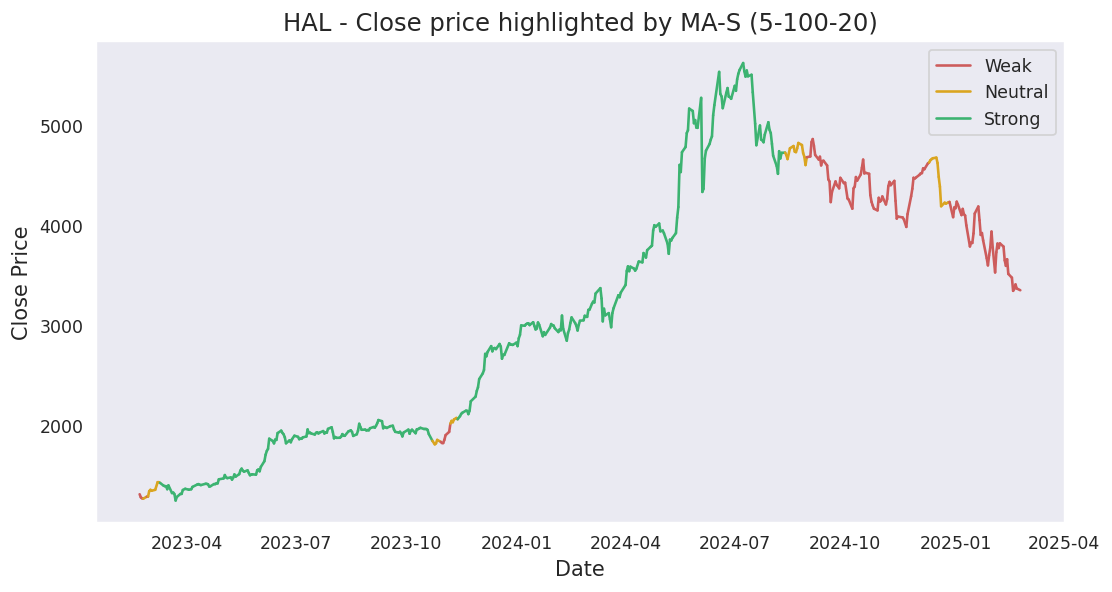 HAL - Close price highlighted by MA-S (5-100-20)
Weak
Neutral
Strong
5000
4000
3000
2000
Close Price
2023-04 2023-07 2023-10 2024-01 2024-04 2024-07 2024-10 2025-01 2025-04
Date